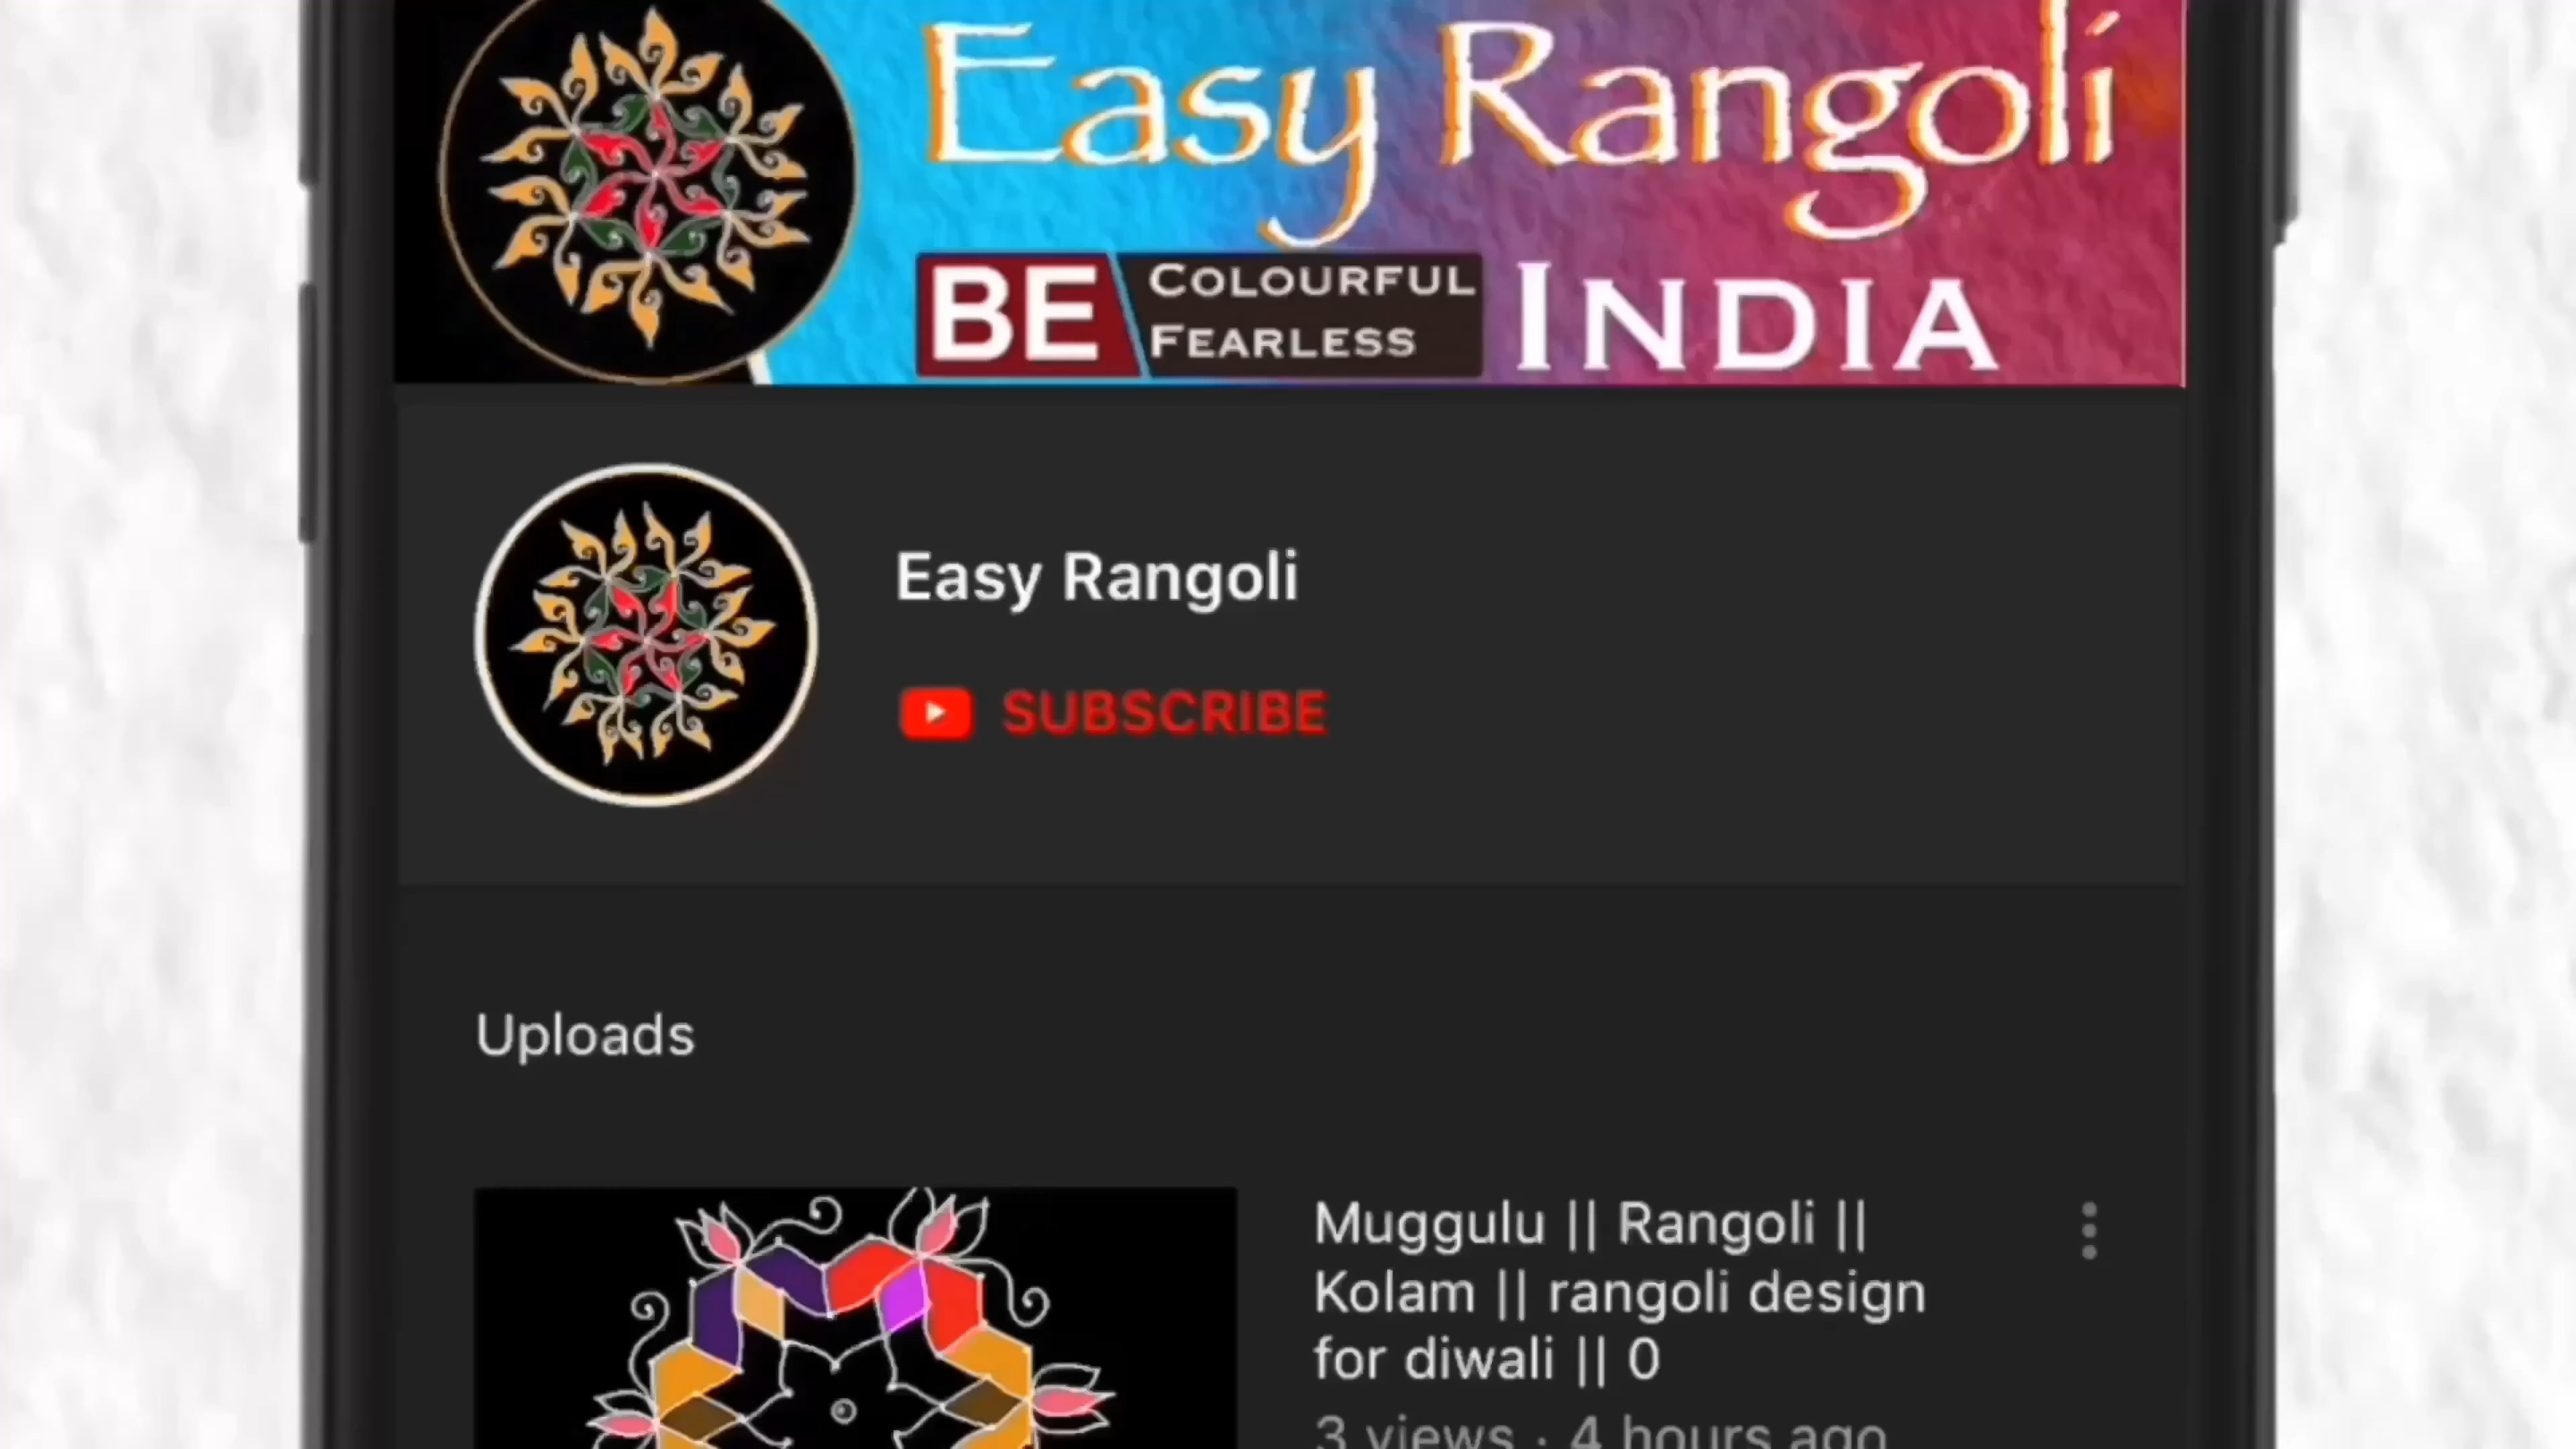 Easy Rangoli
BE COLOURFUL
FEARLESS
INDIA
Easy Rangoli
SUBSCRIBE
Uploads
Muggulu || Rangoli ||
Kolam || rangoli design
for diwali || 0
3 views · 4 hours ago